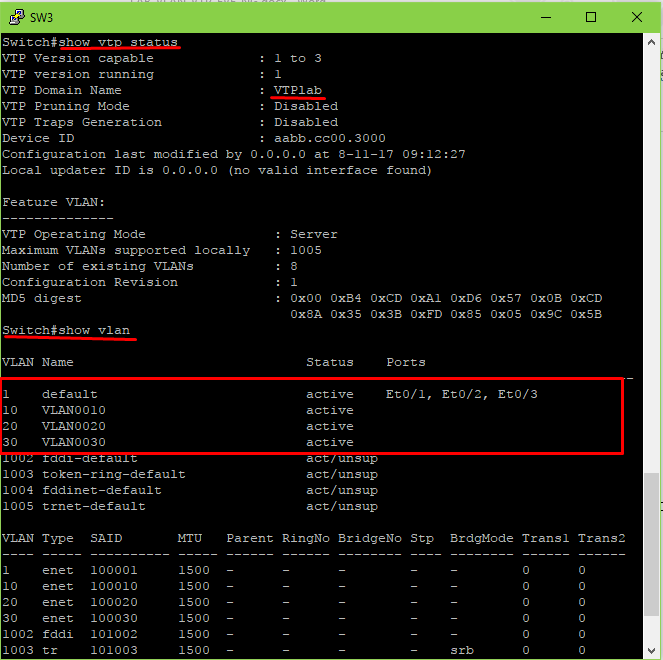 SW3
Switch#show vtp status
VTP Version capable : 1 to 3
VTP version running : 1
VTP Domain Name : VTPlab
VTP Pruning Mode : Disabled
VTP Traps Generation : Disabled
Device ID : aabb.cc00.3000
Configuration last modified by 0.0.0.0 at 8-11-17 09:12:27
Local updater ID is 0.0.0.0 (no valid interface found)
Feature VLAN:
--------------
VTP Operating Mode : Server
Maximum VLANs supported locally : 1005
Number of existing VLANs : 8
Configuration Revision : 1
MD5 digest : 0x00 0xB4 0xCD 0xA1 0xD6 0x57 0x0B 0xCD
0x8A 0x35 0x3B 0xFD 0x85 0x05 0x9C 0x5B
Switch#show vlan
VLAN Name Status Ports
1 default active Et0/1, Et0/2, Et0/3
10 VLAN0010 active
20 VLAN0020 active
30 VLAN0030 active
1002 fddi-default act/unsup
1003 token-ring-default act/unsup
1004 fddinet-default act/unsup
1005 trnet-default act/unsup
VLAN Type SAID MTU Parent RingNo BridgeNo Stp BrdgMode Trans1 Trans2
---- ----- ---------- ----- ------ ------ -------- ---- -------- ------ ------
1 enet 100001 1500 - - - - - 0 0
10 enet 100010 1500 - - - - - 0 0
20 enet 100020 1500 - - - - - 0 0
30 enet 100030 1500 - - - - - 0 0
1002 fddi 101002 1500 - - - - - 0 0
1003 tr 101003 1500 - - - - srb 0 0